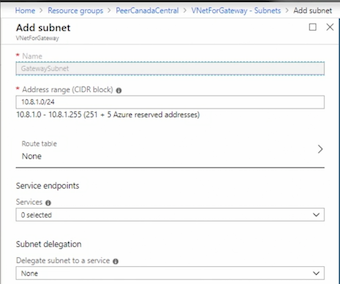 Home > Resource groups > PeerCanadaCentral > VNetForGateway - Subnets > Add subnet
Add subnet
VNetForGateway
* Name
GatewaySubnet
* Address range (CIDR block)
10.8.1.0/24
10.8.1.0 - 10.8.1.255 (251 + 5 Azure reserved addresses)
Route table
None
Service endpoints
Services
0 selected
Subnet delegation
Delegate subnet to a service
None